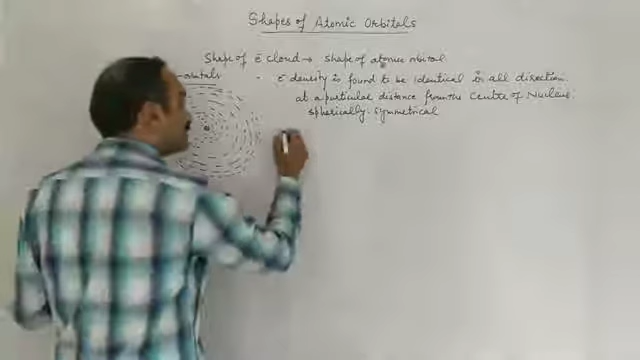 Shapes of Atomic Orbitals
Shape of ē cloud → shape of atomic orbital
orbitals
- ē density is found to be identical in all direction
at a particular distance from the Centre of Nucleus.
spherically symmetrical